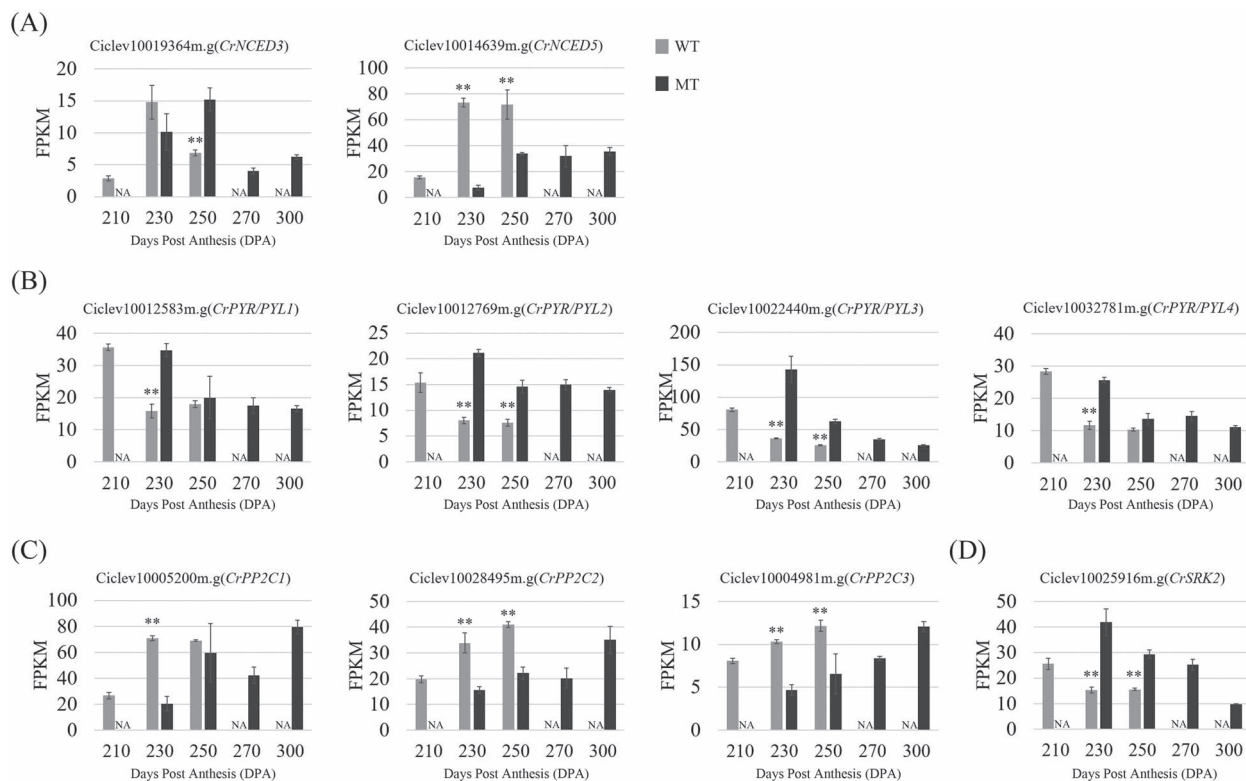 (A)
Ciclev10019364m.g(CrNCED3)
FPKM
20
15
10
5
0
** 
NA NA NA
210 230 250 270 300
Days Post Anthesis (DPA)
Ciclev10014639m.g(CrNCED5)
FPKM
100
80
60
40
20
0
** **
NA NA NA
210 230 250 270 300
Days Post Anthesis (DPA)
WT
MT
(B)
Ciclev10012583m.g(CrPYR/PYL1)
FPKM
40
30
20
10
0
**
NA NA NA
210 230 250 270 300
Days Post Anthesis (DPA)
Ciclev10012769m.g(CrPYR/PYL2)
FPKM
25
20
15
10
5
0
** **
NA NA NA
210 230 250 270 300
Days Post Anthesis (DPA)
Ciclev10022440m.g(CrPYR/PYL3)
FPKM
200
150
100
50
0
** **
NA NA NA
210 230 250 270 300
Days Post Anthesis (DPA)
Ciclev10032781m.g(CrPYR/PYL4)
FPKM
40
30
20
10
0
**
NA NA NA
210 230 250 270 300
Days Post Anthesis (DPA)
(C)
Ciclev10005200m.g(CrPP2C1)
FPKM
100
80
60
40
20
0
**
NA NA NA
210 230 250 270 300
Days Post Anthesis (DPA)
Ciclev10028495m.g(CrPP2C2)
FPKM
50
40
30
20
10
0
** **
NA NA NA
210 230 250 270 300
Days Post Anthesis (DPA)
Ciclev10004981m.g(CrPP2C3)
FPKM
15
10
5
0
** **
NA NA NA
210 230 250 270 300
Days Post Anthesis (DPA)
(D)
Ciclev10025916m.g(CrSRK2)
FPKM
50
40
30
20
10
0
** **
NA NA NA
210 230 250 270 300
Days Post Anthesis (DPA)